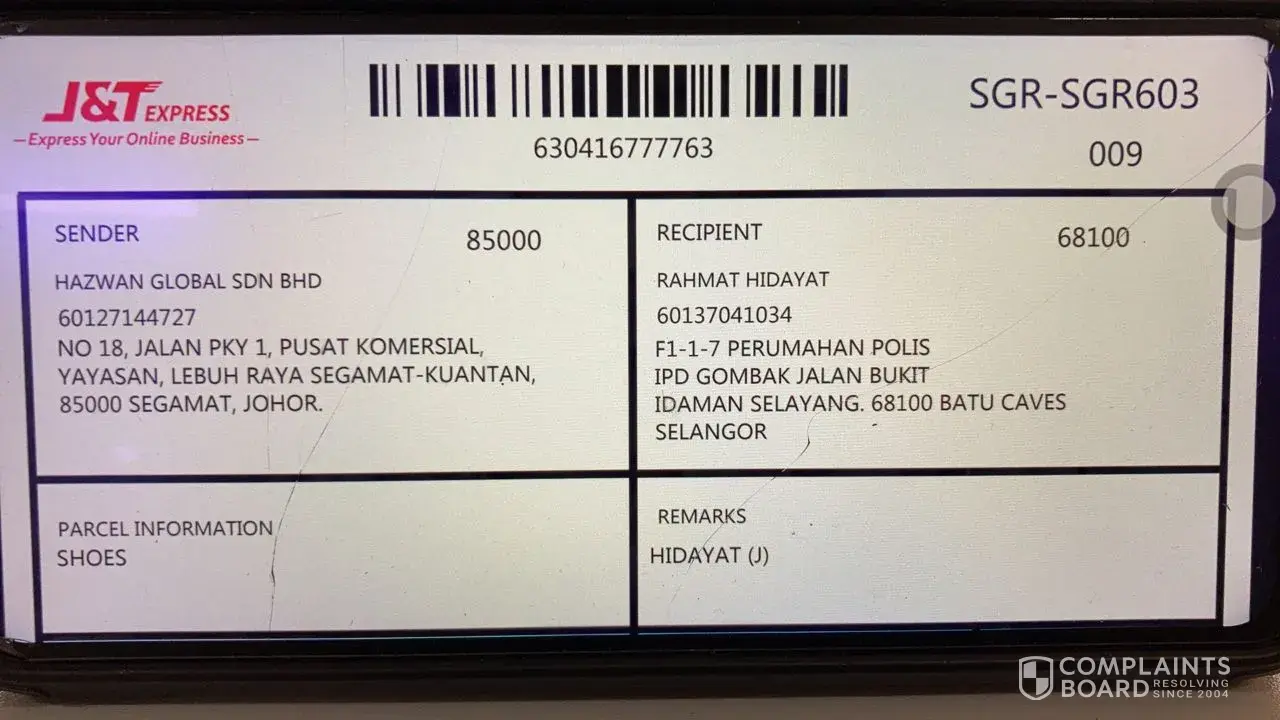 J&T EXPRESS
Express Your Online Business
630416777763
SGR-SGR603
009
SENDER
85000
HAZWAN GLOBAL SDN BHD
60127144727
NO 18, JALAN PKY 1, PUSAT KOMERSIAL,
YAYASAN, LEBUH RAYA SEGAMAT-KUANTAN,
85000 SEGAMAT, JOHOR.
RECIPIENT
68100
RAHMAT HIDAYAT
60137041034
F1-1-7 PERUMAHAN POLIS
IPD GOMBAK JALAN BUKIT
IDAMAN SELAYANG. 68100 BATU CAVES
SELANGOR
PARCEL INFORMATION
SHOES
REMARKS
HIDAYAT (J)
COMPLAINTS
BOARD RESOLVING
SINCE 2004